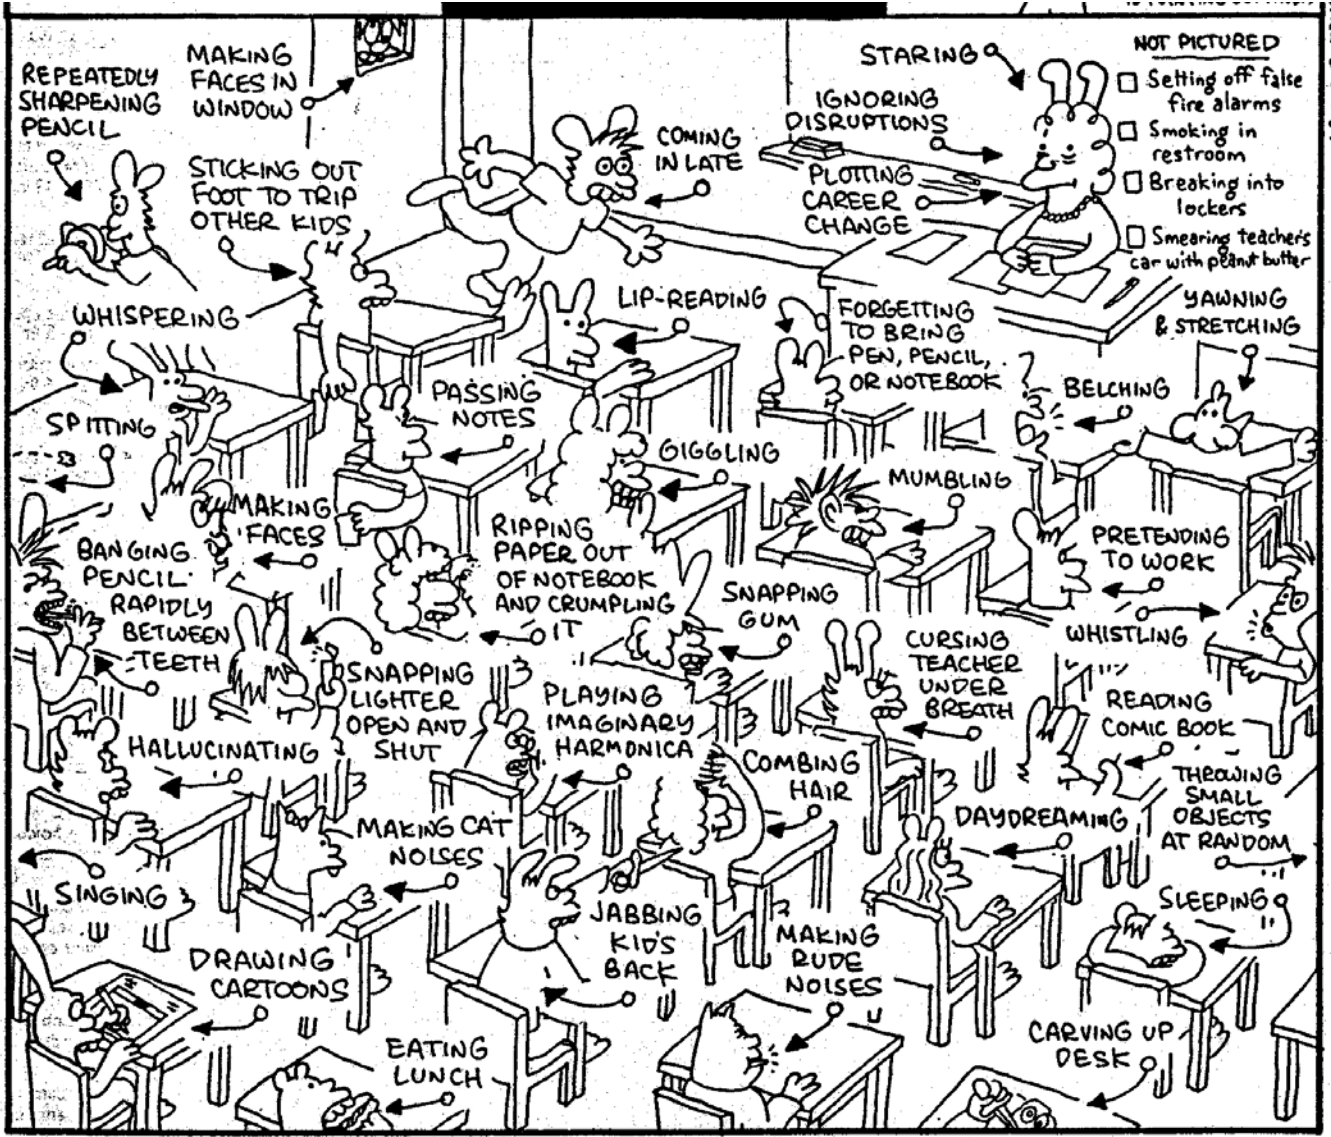 MAKING
FACES IN
WINDOW
REPEATEDLY
SHARPENING
PENCIL
STICKING OUT
FOOT TO TRIP
OTHER KIDS
COMING
IN LATE
STARING
IGNORING
DISRUPTIONS
PLOTTING
CAREER
CHANGE
NOT PICTURED
Setting off false
fire alarms
Smoking in
restroom
Breaking into
lockers
Smearing teachers
car with peanut butter
WHISPERING
LIP-READING
FORGETTING
TO BRING
PEN, PENCIL,
OR NOTEBOOK
YAWNING
& STRETCHING
SPITTING
PASSING
NOTES
BELCHING
GIGGLING
MUMBLING
MAKING
FACES
BANGING
PENCIL
RAPIDLY
BETWEEN
TEETH
RIPPING
PAPER OUT
OF NOTEBOOK
AND CRUMPLING
IT
SNAPPING
GUM
PRETENDING
TO WORK
WHISTLING
SNAPPING
LIGHTER
OPEN AND
SHUT
CURSING
TEACHER
UNDER
BREATH
PLAYING
IMAGINARY
HARMONICA
READING
COMIC BOOK
HALLUCINATING
COMBING
HAIR
THROWING
SMALL
OBJECTS
AT RANDOM
MAKING CAT
NOISES
DAYDREAMING
SINGING
JABBING
KID'S
BACK
MAKING
RUDE
NOISES
SLEEPING
DRAWING
CARTOONS
EATING
LUNCH
CARVING UP
DESK